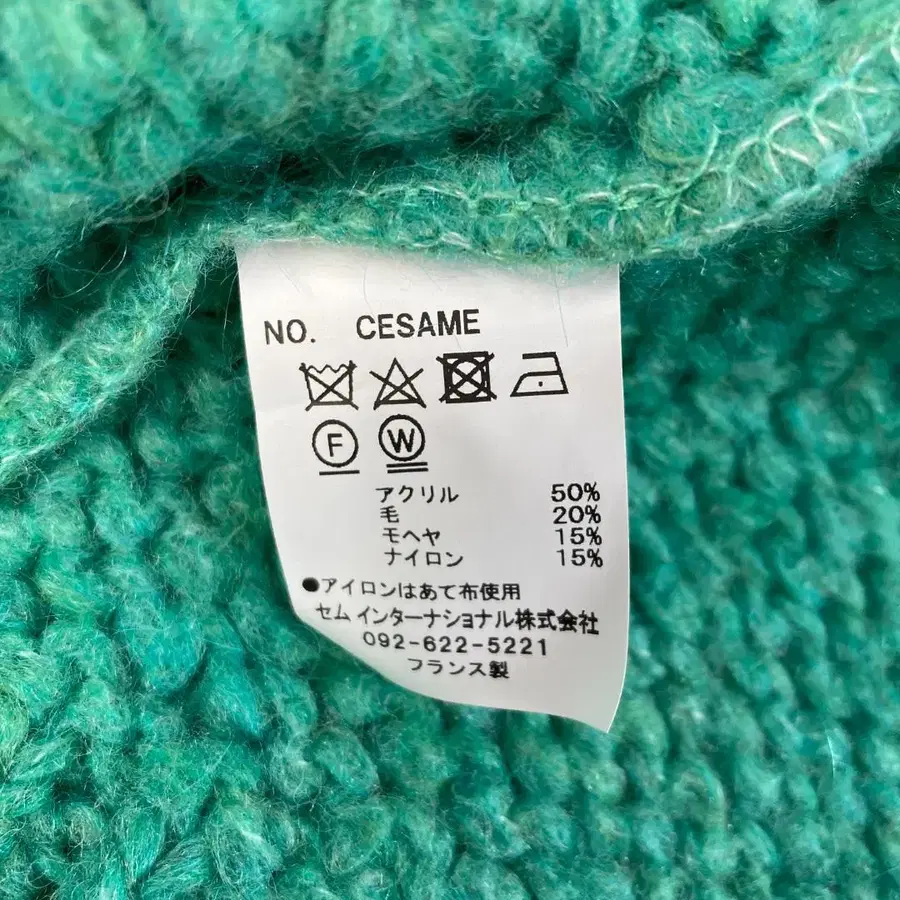 NO. CESAME
F W
アクリル 50%
毛 20%
モヘヤ 15%
ナイロン 15%
●アイロンはあて布使用
セム インターナショナル株式会社
092-622-5221
フランス製